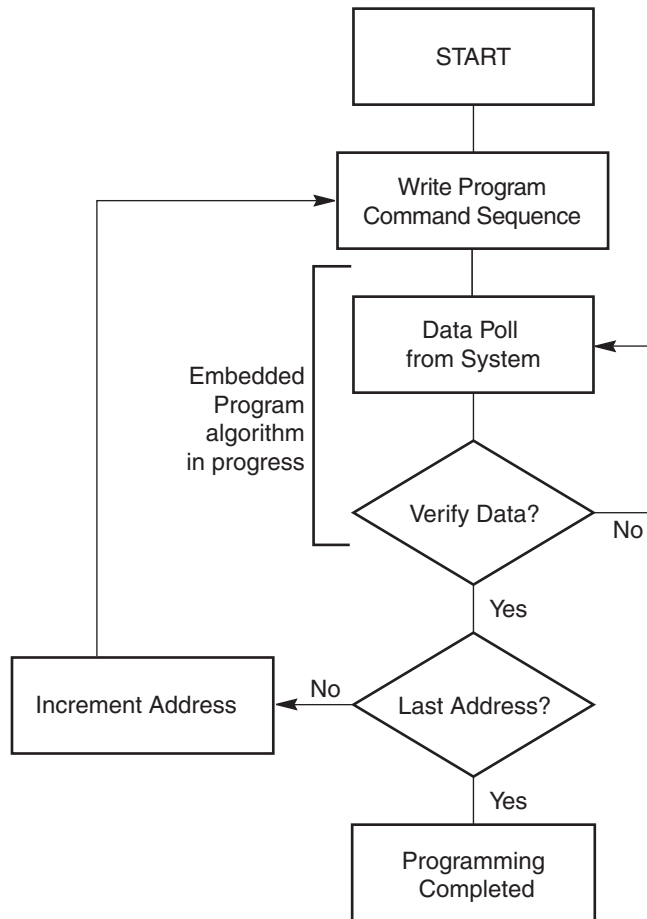 START
Write Program
Command Sequence
Data Poll
from System
Embedded
Program
algorithm
in progress
Verify Data?
No
Yes
Increment Address
No
Last Address?
Yes
Programming
Completed